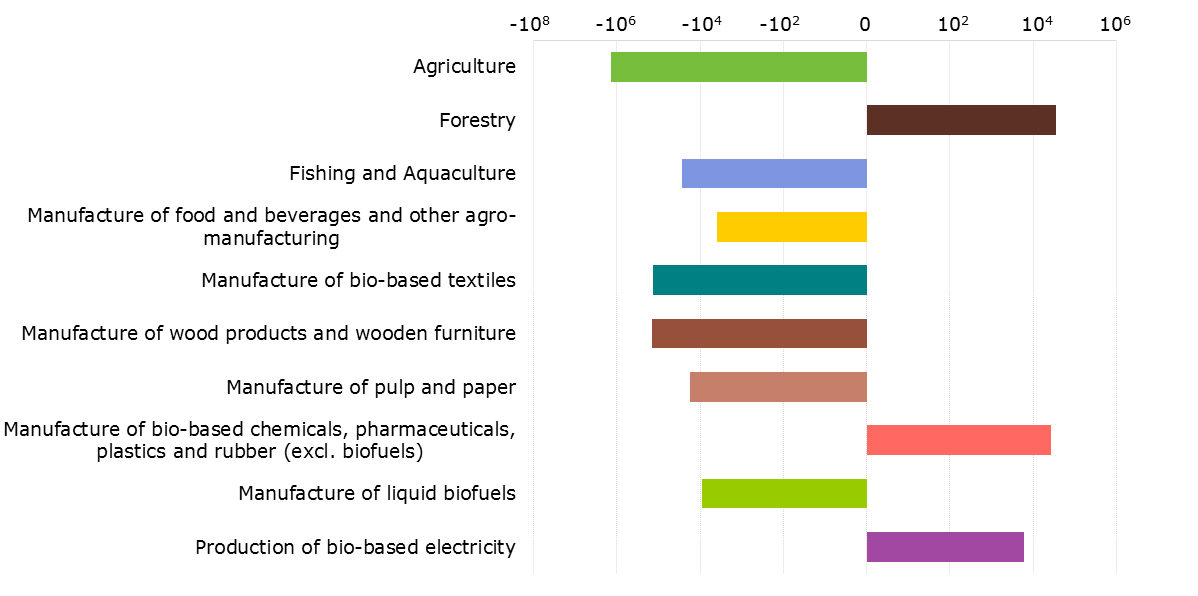 -10⁸ -10⁶ -10⁴ -10² 0 10² 10⁴ 10⁶
Agriculture
Forestry
Fishing and Aquaculture
Manufacture of food and beverages and other agro-
manufacturing
Manufacture of bio-based textiles
Manufacture of wood products and wooden furniture
Manufacture of pulp and paper
Manufacture of bio-based chemicals, pharmaceuticals,
plastics and rubber (excl. biofuels)
Manufacture of liquid biofuels
Production of bio-based electricity